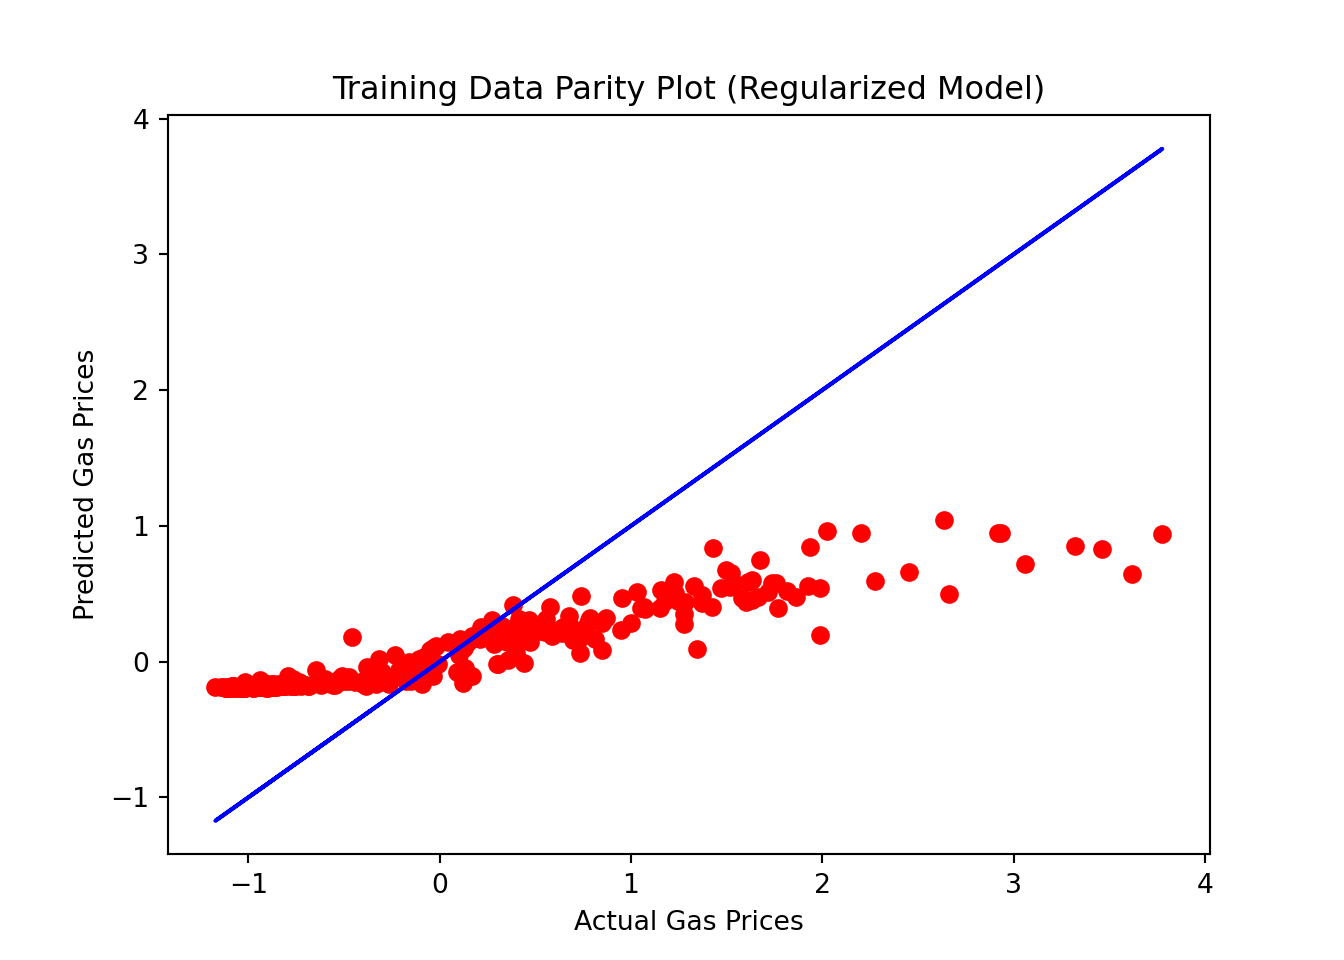 Training Data Parity Plot (Regularized Model)
4
3
2
1
0
−1
Predicted Gas Prices
−1 0 1 2 3 4
Actual Gas Prices